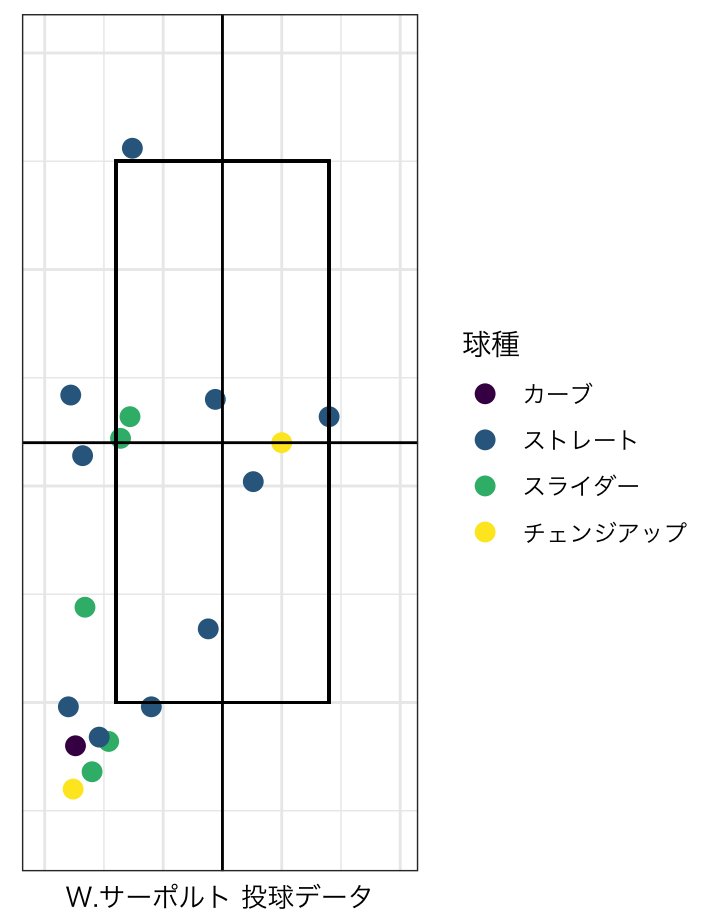 球種
カーブ
ストレート
スライダー
チェンジアップ
W.サーポルト 投球データ